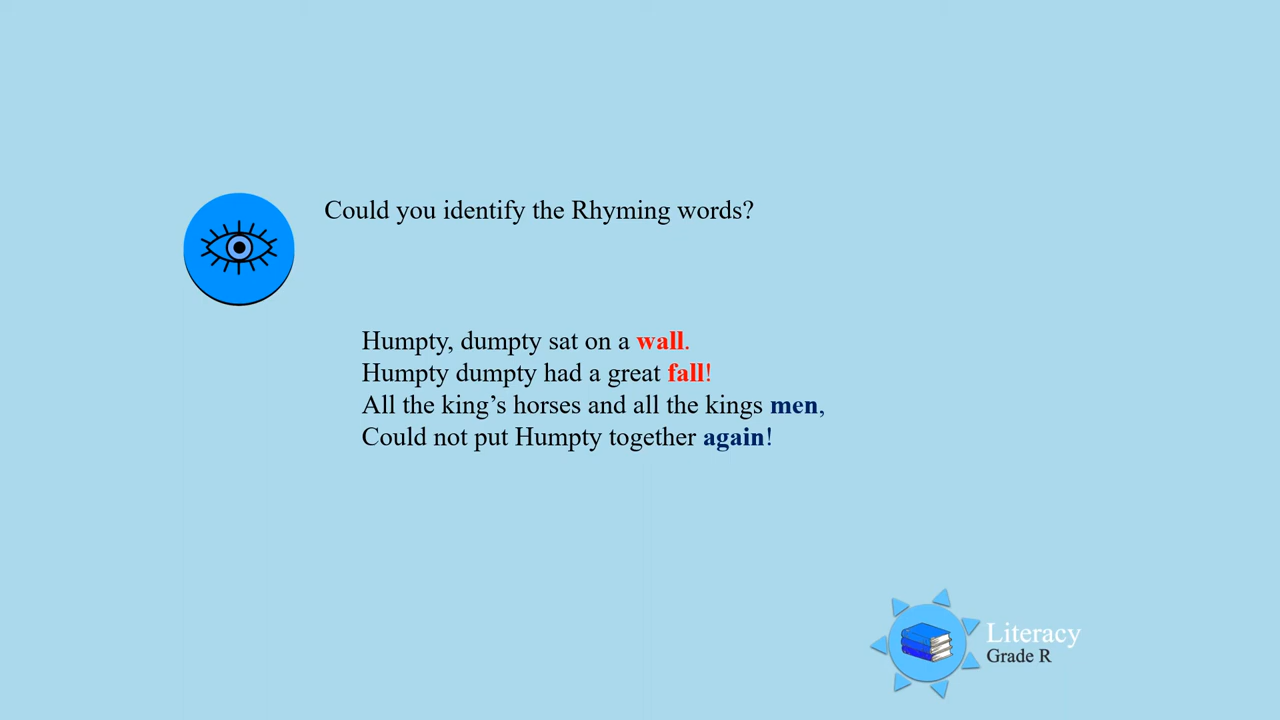 Could you identify the Rhyming words?
Humpty, dumpty sat on a wall.
Humpty dumpty had a great fall!
All the king’s horses and all the kings men,
Could not put Humpty together again!
Literacy
Grade R